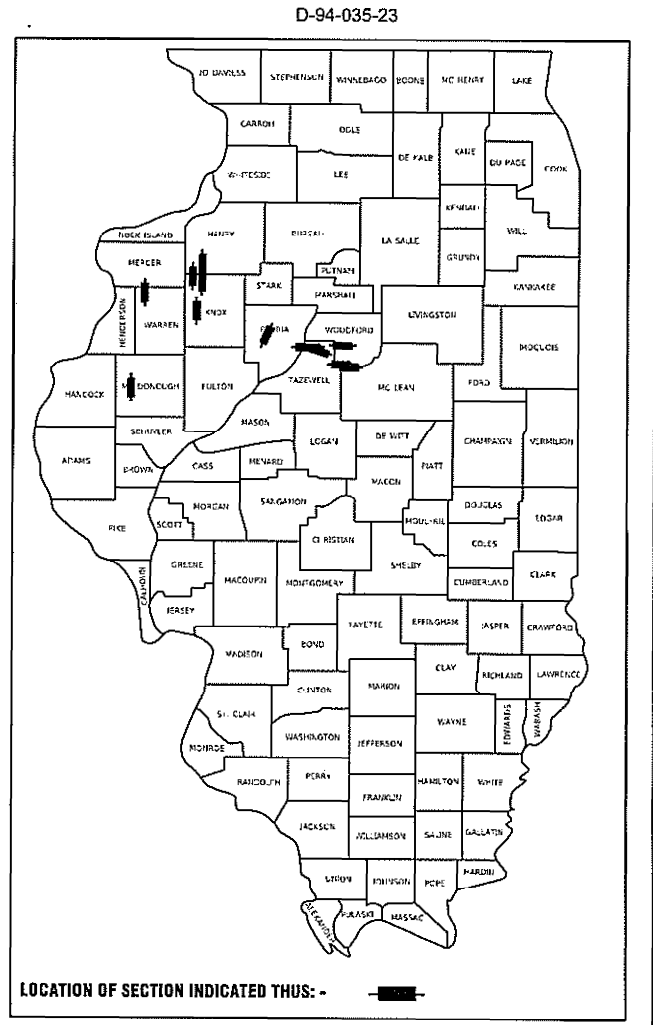 D-94-035-23
JO DAVIESS STEPHENSON WINNEBAGO BOONE MC HENRY LAKE
CARROLL OGLE
DE KALB KANE DU PAGE COOK
WHITESIDE LEE
KENDALL
ROCK ISLAND HENRY BUREAU LA SALLE WILL
GRUNDY
MERCER PUTNAM
STARK MARSHALL KANKAKEE
HENDERSON WARREN KNOX LIVINGSTON
PEORIA WOODFORD IROQUOIS
HANCOCK MCDONOUGH FULTON TAZEWELL MC LEAN FORD
MASON
SCHUYLER LOGAN DE WITT CHAMPAIGN VERMILION
ADAMS BROWN CASS MENARD PIATT
MACON
PIKE SCOTT MORGAN SANGAMON MOULTRIE DOUGLAS EDGAR
CHRISTIAN COLES
CALHOUN GREENE MACOUPIN MONTGOMERY SHELBY
CUMBERLAND CLARK
JERSEY
FAYETTE EFFINGHAM JASPER CRAWFORD
MADISON BOND
CLAY RICHLAND LAWRENCE
CLINTON MARION
ST. CLAIR WAYNE EDWARDS WABASH
MONROE WASHINGTON JEFFERSON
RANDOLPH PERRY HAMILTON WHITE
FRANKLIN
JACKSON WILLIAMSON SALINE GALLATIN
UNION JOHNSON POPE HARDIN
ALEXANDER PULASKI MASSAC
LOCATION OF SECTION INDICATED THUS: -